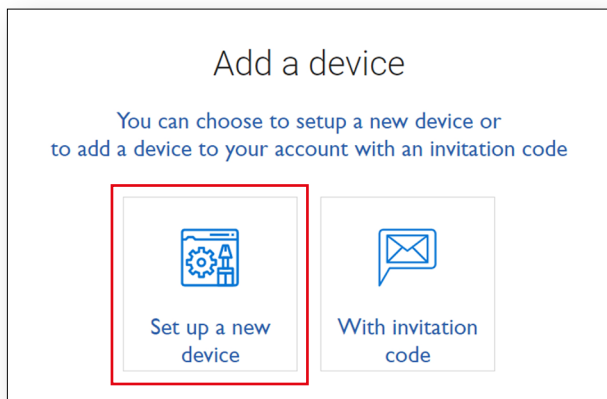 Add a device
You can choose to setup a new device or
to add a device to your account with an invitation code
Set up a new
device
With invitation
code